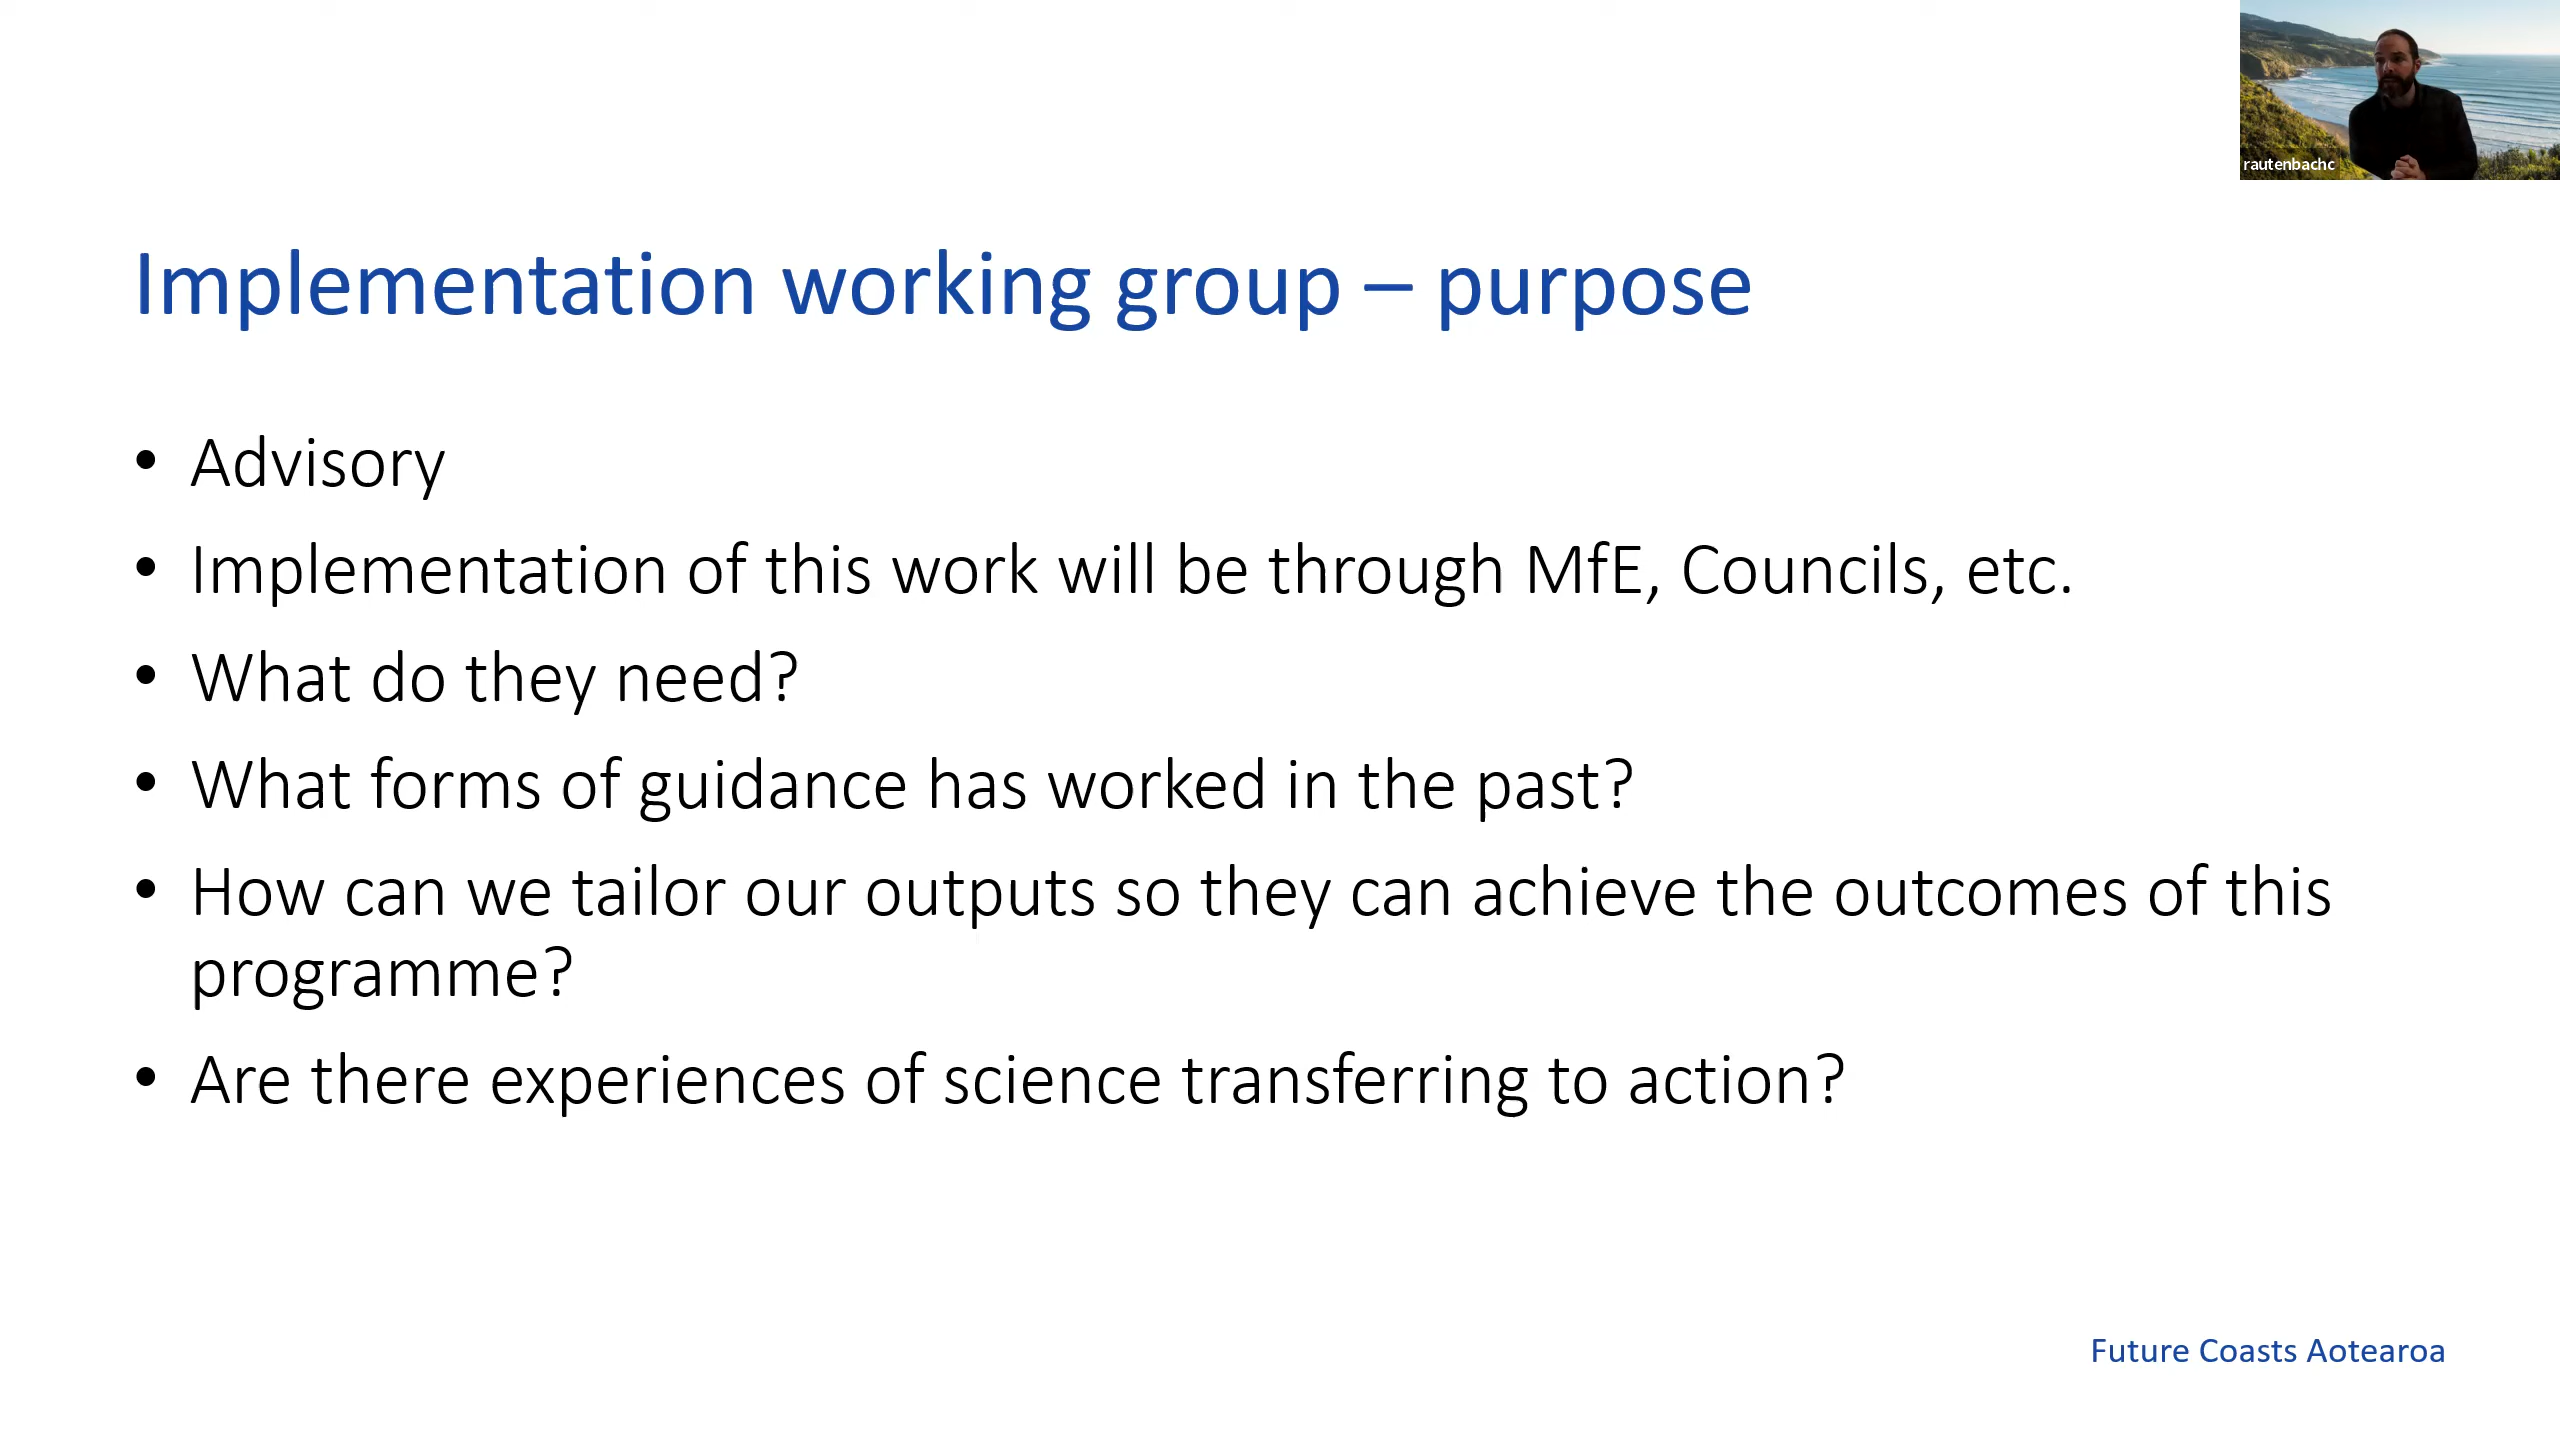 rautenbachc
Implementation working group – purpose
• Advisory
• Implementation of this work will be through MfE, Councils, etc.
• What do they need?
• What forms of guidance has worked in the past?
• How can we tailor our outputs so they can achieve the outcomes of this
programme?
• Are there experiences of science transferring to action?
Future Coasts Aotearoa